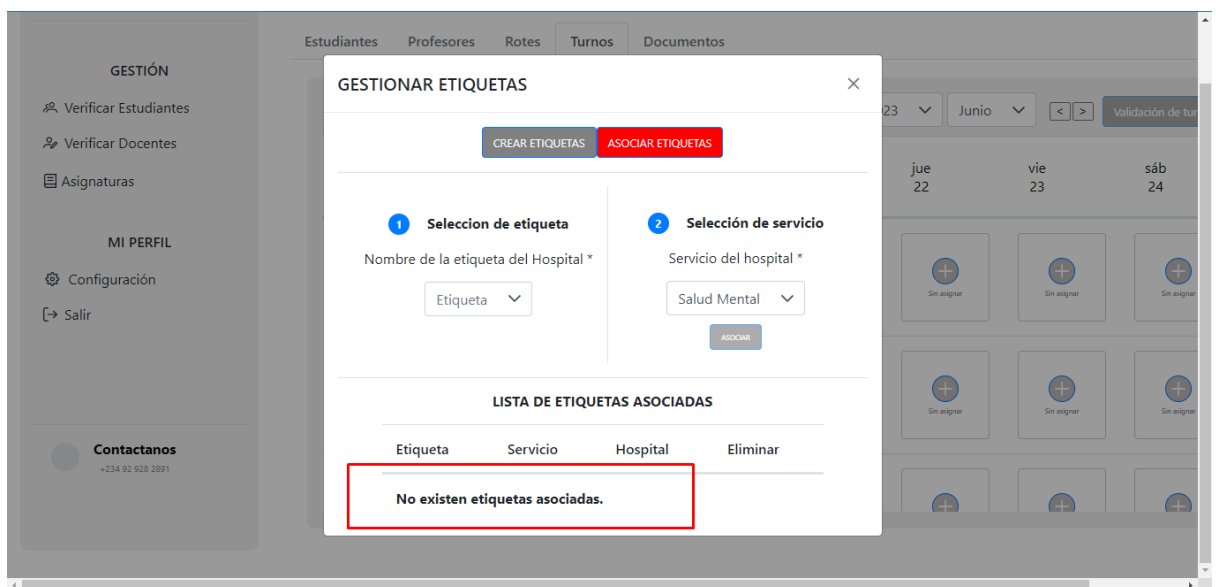 Estudiantes Profesores Rotes Turnos Documentos
GESTIÓN
Verificar Estudiantes
Verificar Docentes
Asignaturas
MI PERFIL
Configuración
Salir
Contactanos
+234 92 928 2891
GESTIONAR ETIQUETAS
CREAR ETIQUETAS ASOCIAR ETIQUETAS
1 Seleccion de etiqueta
Nombre de la etiqueta del Hospital *
Etiqueta
2 Selección de servicio
Servicio del hospital *
Salud Mental
ASOCIAR
LISTA DE ETIQUETAS ASOCIADAS
Etiqueta Servicio Hospital Eliminar
No existen etiquetas asociadas.
23 Junio < > Validación de tur
jue vie sáb
22 23 24
Sin asignar Sin asignar Sin asignar
Sin asignar Sin asignar Sin asignar